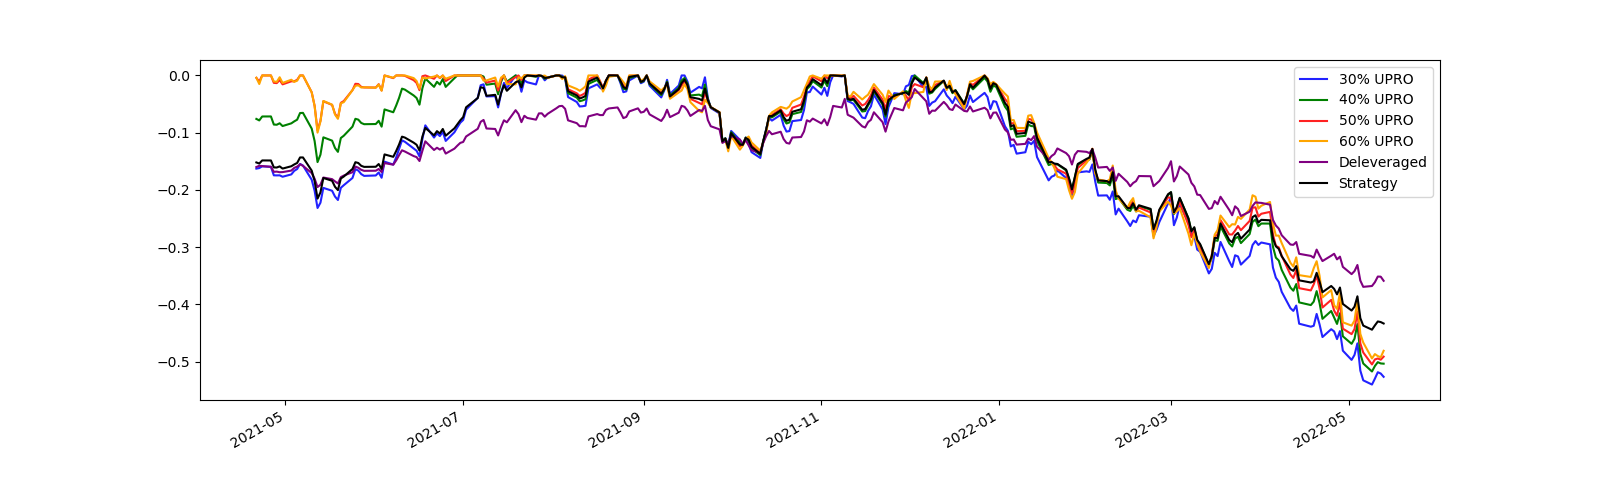 0.0
−0.1
−0.2
−0.3
−0.4
−0.5
2021-05
2021-07
2021-09
2021-11
2022-01
2022-03
2022-05
30% UPRO
40% UPRO
50% UPRO
60% UPRO
Deleveraged
Strategy